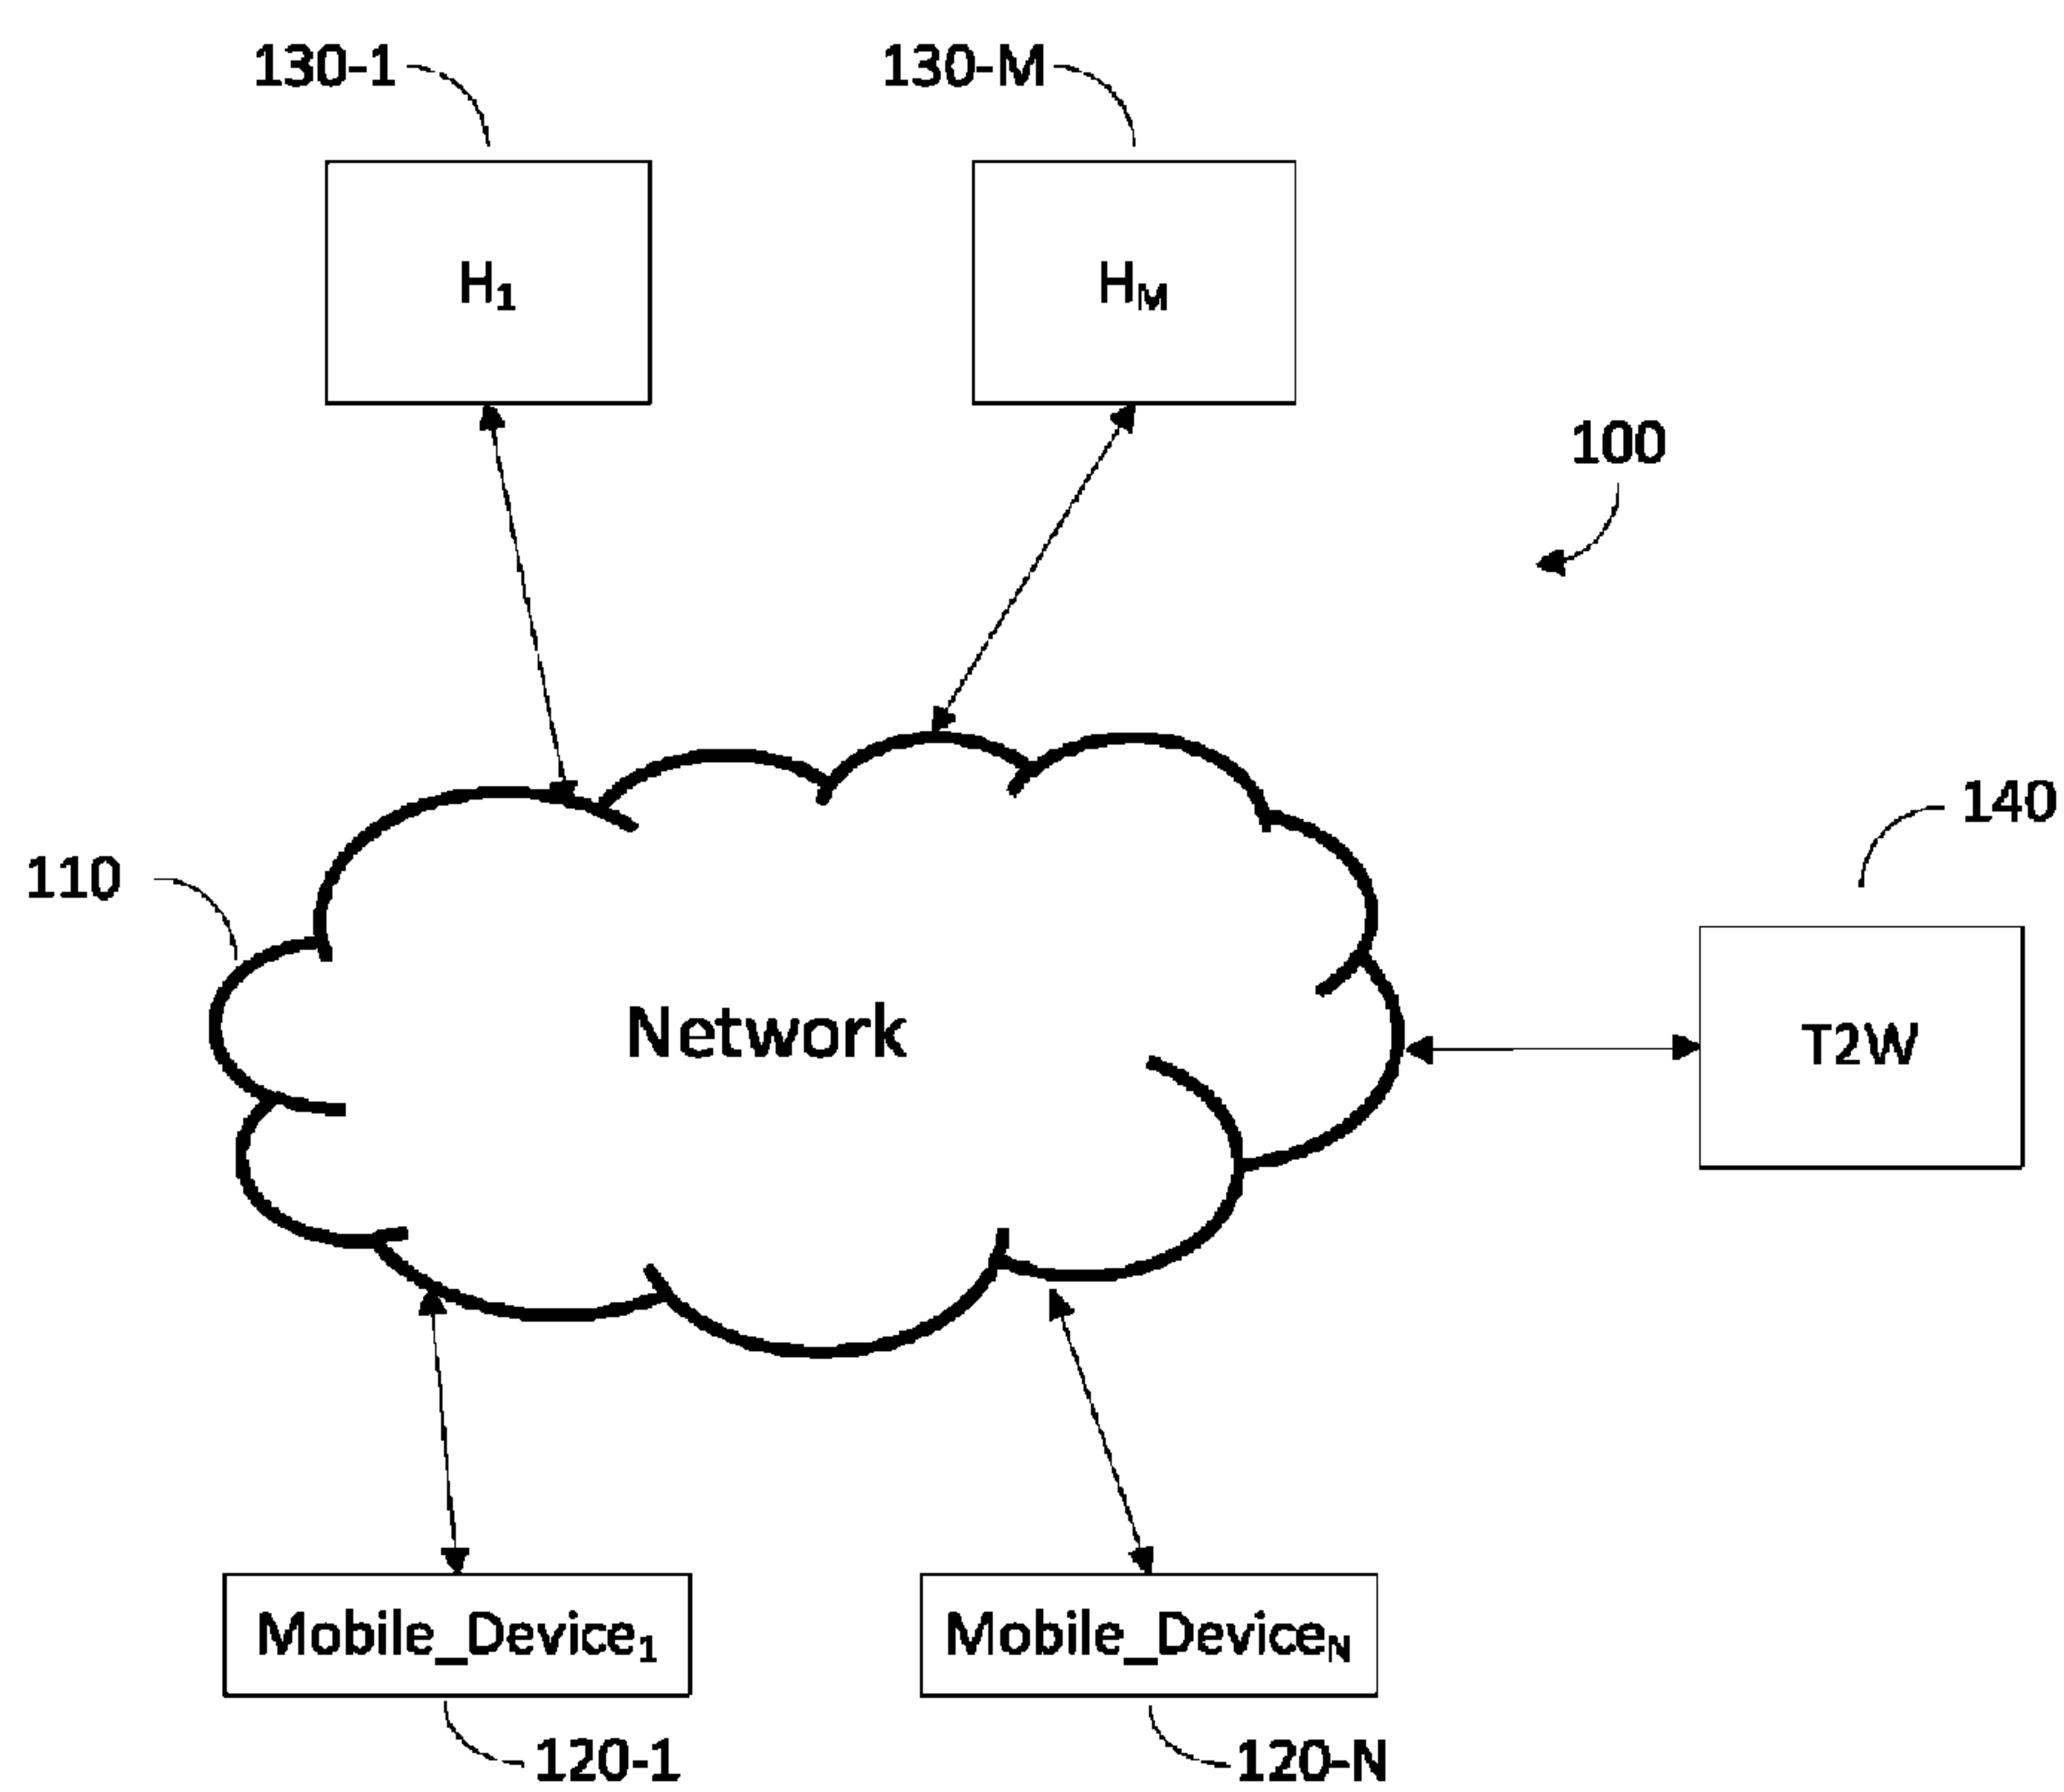 130-1
130-M
H1
HM
100
140
110
Network
T2W
Mobile_Device1
Mobile_DeviceN
120-1
120-N